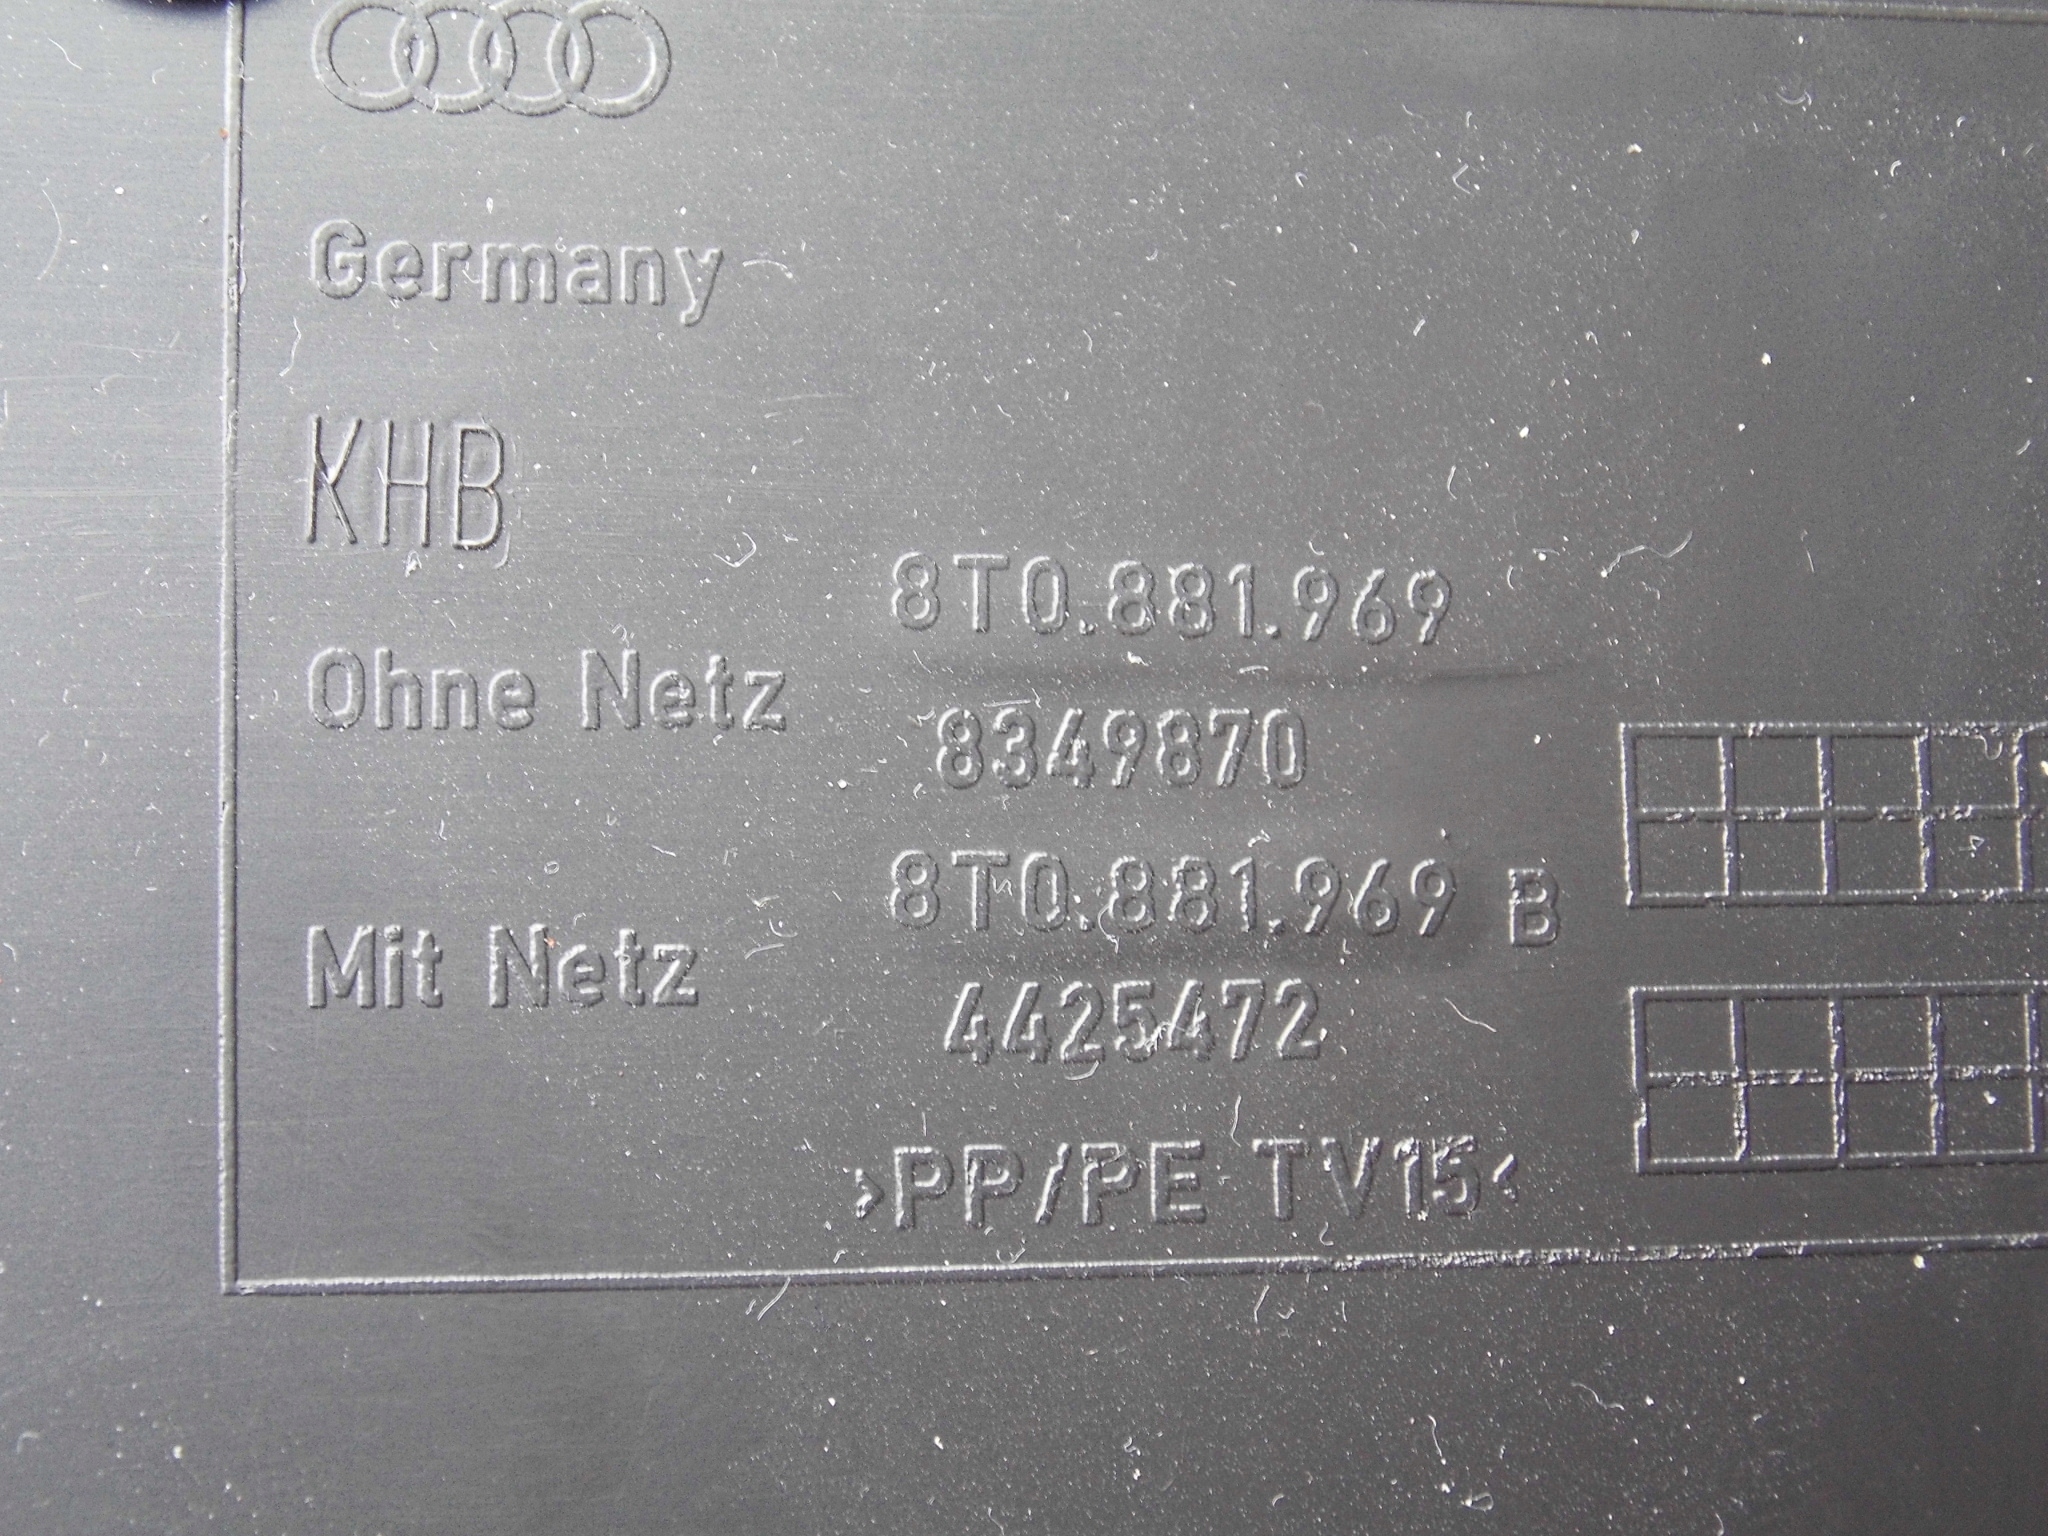 Germany
KHB
8T0.881.969
Ohne Netz
8349870
8T0.881.969 B
Mit Netz
4425472
>PP/PE TV15<